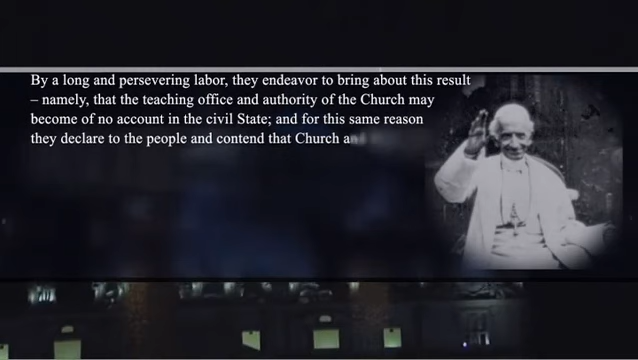 By a long and persevering labor, they endeavor to bring about this result
– namely, that the teaching office and authority of the Church may
become of no account in the civil State; and for this same reason
they declare to the people and contend that Church and